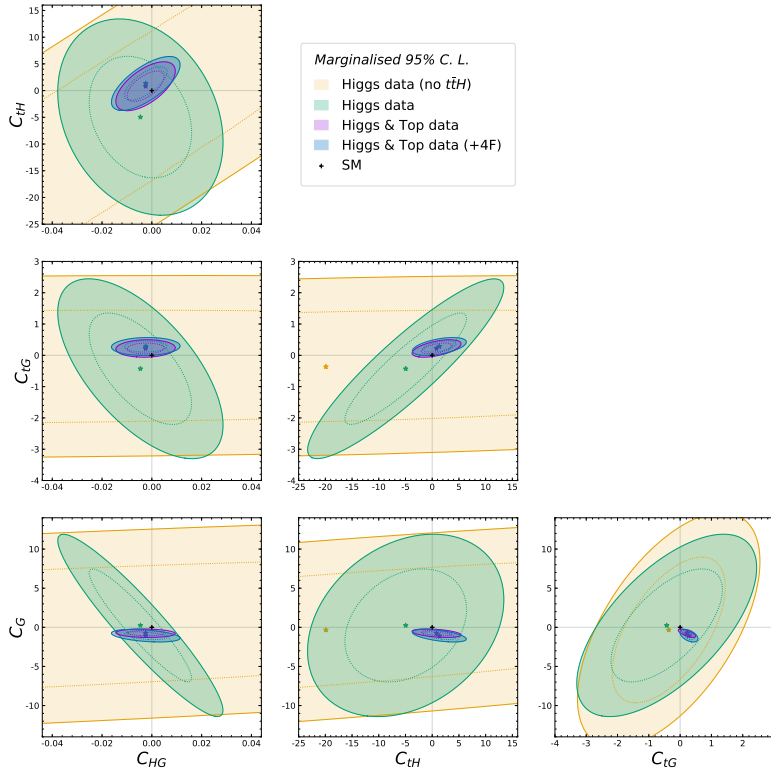 Marginalised 95% C. L.
Higgs data (no tt̄H)
Higgs data
Higgs & Top data
Higgs & Top data (+4F)
SM
C_tH
15
10
5
0
−5
−10
−15
−20
−25
−0.04 −0.02 0.00 0.02 0.04
C_tG
3
2
1
0
−1
−2
−3
−4
−0.04 −0.02 0.00 0.02 0.04
−25 −20 −15 −10 −5 0 5 10 15
C_G
10
5
0
−5
−10
−0.04 −0.02 0.00 0.02 0.04
−25 −20 −15 −10 −5 0 5 10 15
−4 −3 −2 −1 0 1 2 3
C_HG
C_tH
C_tG